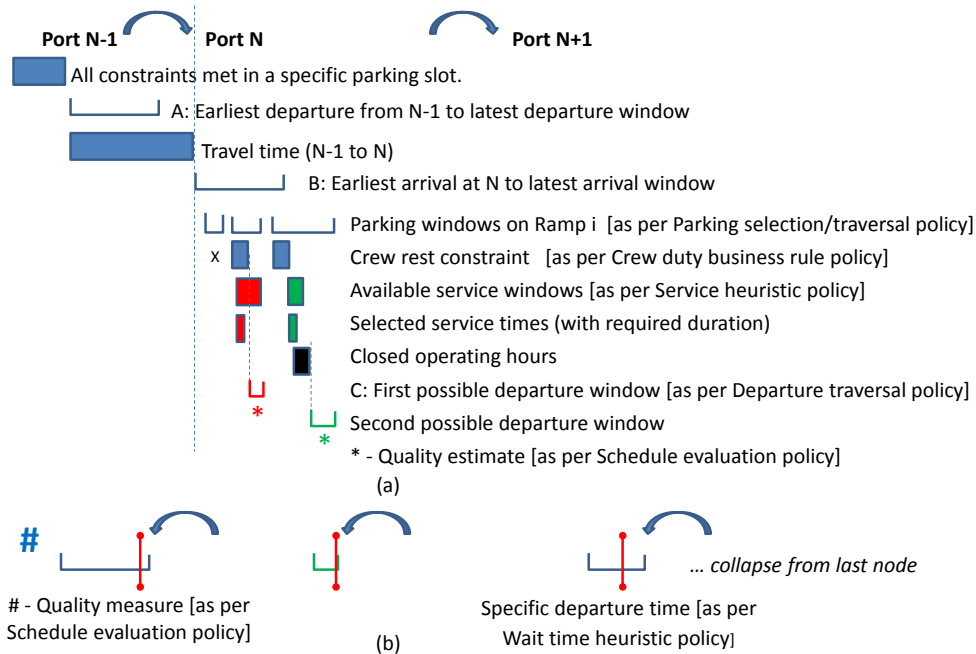 Port N-1 Port N Port N+1
All constraints met in a specific parking slot.
A: Earliest departure from N-1 to latest departure window
Travel time (N-1 to N)
B: Earliest arrival at N to latest arrival window
Parking windows on Ramp i [as per Parking selection/traversal policy]
x Crew rest constraint [as per Crew duty business rule policy]
Available service windows [as per Service heuristic policy]
Selected service times (with required duration)
Closed operating hours
C: First possible departure window [as per Departure traversal policy]
*
Second possible departure window
*
* - Quality estimate [as per Schedule evaluation policy]
(a)
#
... collapse from last node
# - Quality measure [as per
Schedule evaluation policy]
(b)
Specific departure time [as per
Wait time heuristic policy]